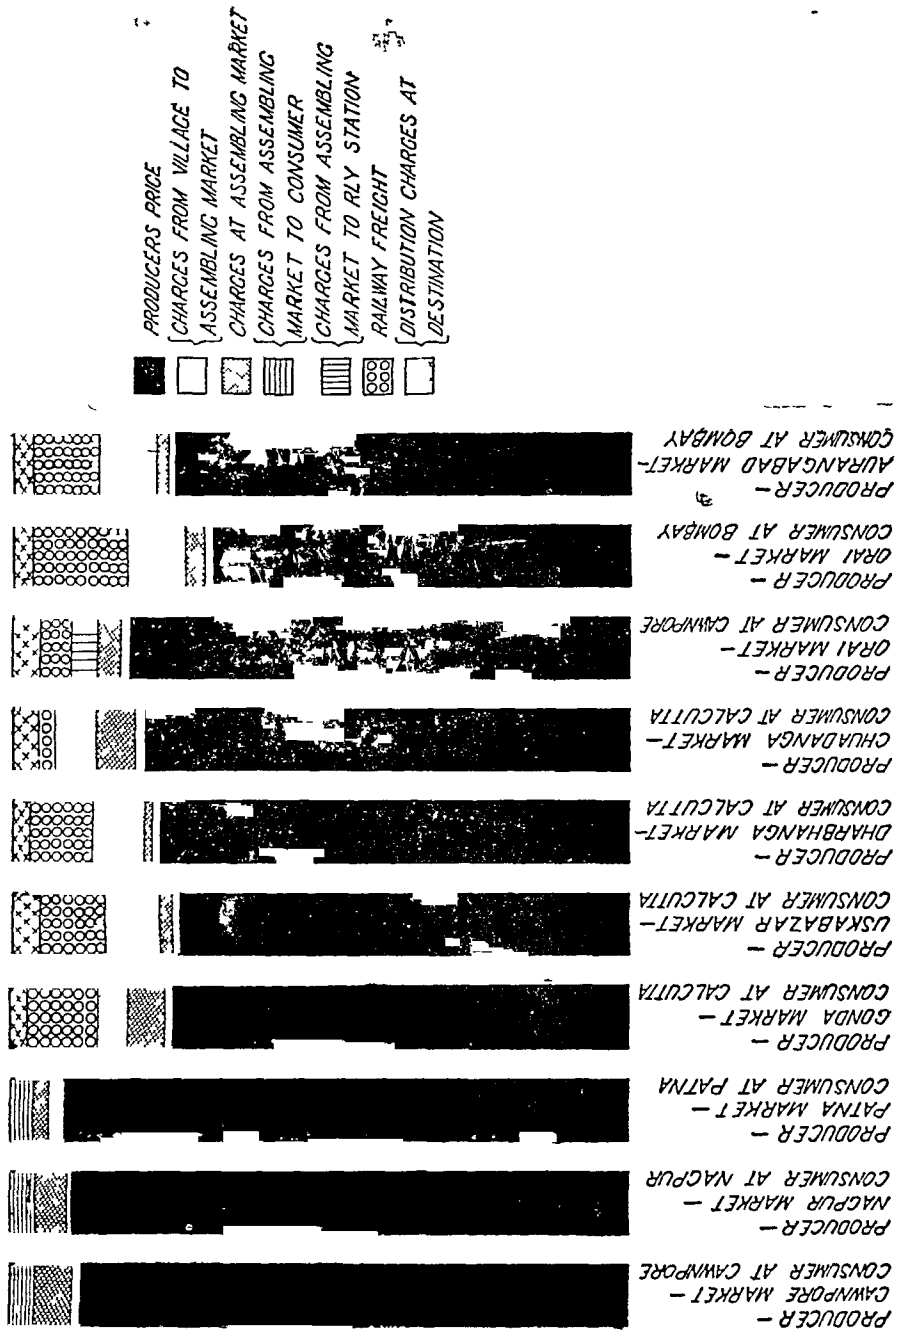 PRODUCERS PRICE
CHARGES FROM VILLAGE TO
ASSEMBLING MARKET
CHARGES AT ASSEMBLING MARKET
CHARGES FROM ASSEMBLING
MARKET TO CONSUMER
CHARGES FROM ASSEMBLING
MARKET TO RLY STATION
RAILWAY FREIGHT
DISTRIBUTION CHARGES AT
DESTINATION
PRODUCER —
CAWNPORE MARKET —
CONSUMER AT CAWNPORE
PRODUCER —
NAGPUR MARKET —
CONSUMER AT NAGPUR
PRODUCER —
PATNA MARKET —
CONSUMER AT PATNA
PRODUCER —
GONDA MARKET —
CONSUMER AT CALCUTTA
PRODUCER —
USKABAZAR MARKET —
CONSUMER AT CALCUTTA
PRODUCER —
DHARBHANGA MARKET —
CONSUMER AT CALCUTTA
PRODUCER —
CHUADANGA MARKET —
CONSUMER AT CALCUTTA
PRODUCER —
ORAI MARKET —
CONSUMER AT CAWNPORE
PRODUCER —
ORAI MARKET —
CONSUMER AT BOMBAY
PRODUCER —
AURANGABAD MARKET —
CONSUMER AT BOMBAY